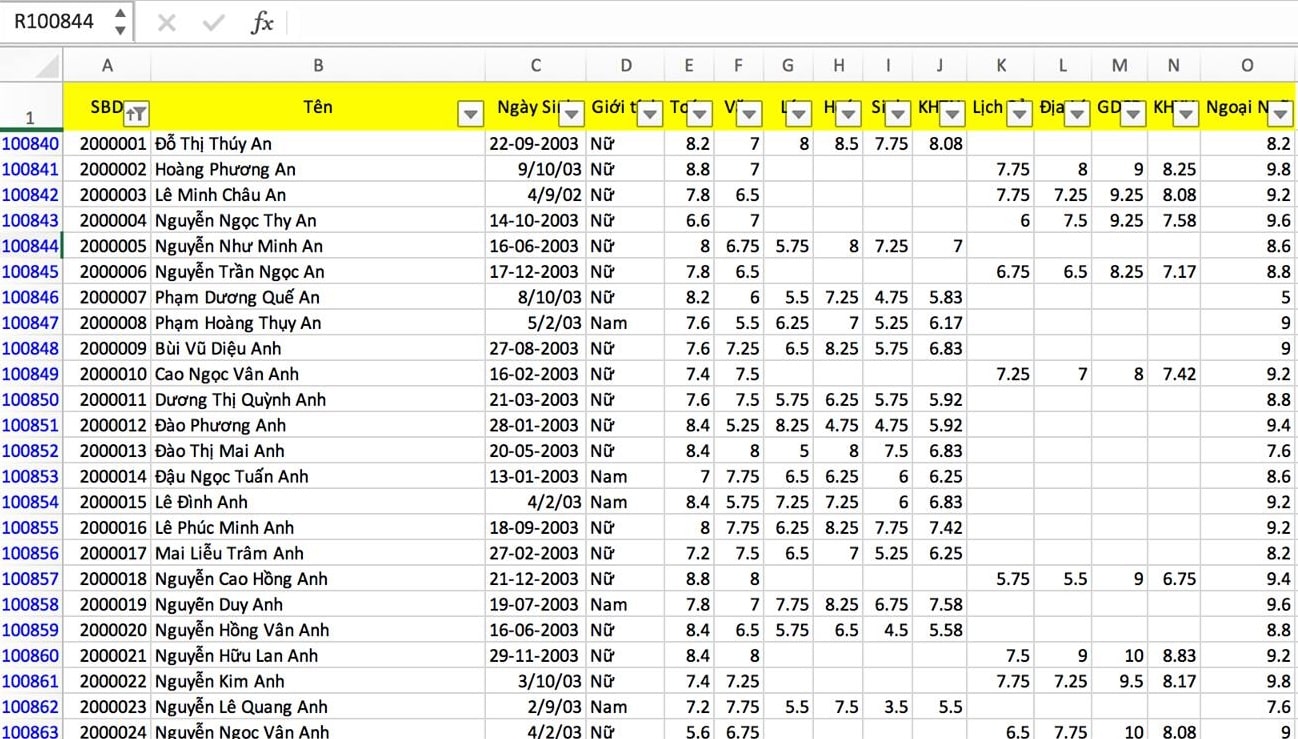 R100844 fx
A B C D E F G H I J K L M N O
1 SBD Tên Ngày Giới Lịch Địa Ngoại
100840 2000001 Đỗ Thị Thúy An 22-09-2003 Nữ 8.2 7 8 8.5 7.75 8.08 8.2
100841 2000002 Hoàng Phương An 9/10/03 Nữ 8.8 7 7.75 8 9 8.25 9.8
100842 2000003 Lê Minh Châu An 4/9/02 Nữ 7.8 6.5 7.75 7.25 9.25 8.08 9.2
100843 2000004 Nguyễn Ngọc Thy An 14-10-2003 Nữ 6.6 7 6 7.5 9.25 7.58 9.6
100844 2000005 Nguyễn Như Minh An 16-06-2003 Nữ 8 6.75 5.75 8 7.25 7 8.6
100845 2000006 Nguyễn Trần Ngọc An 17-12-2003 Nữ 7.8 6.5 6.75 6.5 8.25 7.17 8.8
100846 2000007 Phạm Dương Quế An 8/10/03 Nữ 8.2 6 5.5 7.25 4.75 5.83 5
100847 2000008 Phạm Hoàng Thụy An 5/2/03 Nam 7.6 5.5 6.25 7 5.25 6.17 9
100848 2000009 Bùi Vũ Diệu Anh 27-08-2003 Nữ 7.6 7.25 6.5 8.25 5.75 6.83 9
100849 2000010 Cao Ngọc Vân Anh 16-02-2003 Nữ 7.4 7.5 7.25 7 8 7.42 9.2
100850 2000011 Dương Thị Quỳnh Anh 21-03-2003 Nữ 7.6 7.5 5.75 6.25 5.75 5.92 8.8
100851 2000012 Đào Phương Anh 28-01-2003 Nữ 8.4 5.25 8.25 4.75 4.75 5.92 9.4
100852 2000013 Đào Thị Mai Anh 20-05-2003 Nữ 8.4 8 5 8 7.5 6.83 7.6
100853 2000014 Đậu Ngọc Tuấn Anh 13-01-2003 Nam 7 7.75 6.5 6.25 6 6.25 8.6
100854 2000015 Lê Đình Anh 4/2/03 Nam 8.4 5.75 7.25 7.25 6 6.83 9.2
100855 2000016 Lê Phúc Minh Anh 18-09-2003 Nữ 8 7.75 6.25 8.25 7.75 7.42 9.2
100856 2000017 Mai Liễu Trâm Anh 27-02-2003 Nữ 7.2 7.5 6.5 7 5.25 6.25 8.2
100857 2000018 Nguyễn Cao Hồng Anh 21-12-2003 Nữ 8.8 8 5.75 5.5 9 6.75 9.4
100858 2000019 Nguyễn Duy Anh 19-07-2003 Nam 7.8 7 7.75 8.25 6.75 7.58 9.6
100859 2000020 Nguyễn Hồng Vân Anh 16-06-2003 Nữ 8.4 6.5 5.75 6.5 4.5 5.58 8.8
100860 2000021 Nguyễn Hữu Lan Anh 29-11-2003 Nữ 8.4 8 7.5 9 10 8.83 9.2
100861 2000022 Nguyễn Kim Anh 3/10/03 Nữ 7.4 7.25 7.75 7.25 9.5 8.17 9.8
100862 2000023 Nguyễn Lê Quang Anh 2/9/03 Nam 7.2 7.75 5.5 7.5 3.5 5.5 7.6
100863 2000024 Nguyễn Ngọc Vân Anh 4/2/03 Nữ 5.6 6.75 6.5 7.75 10 8.08 9